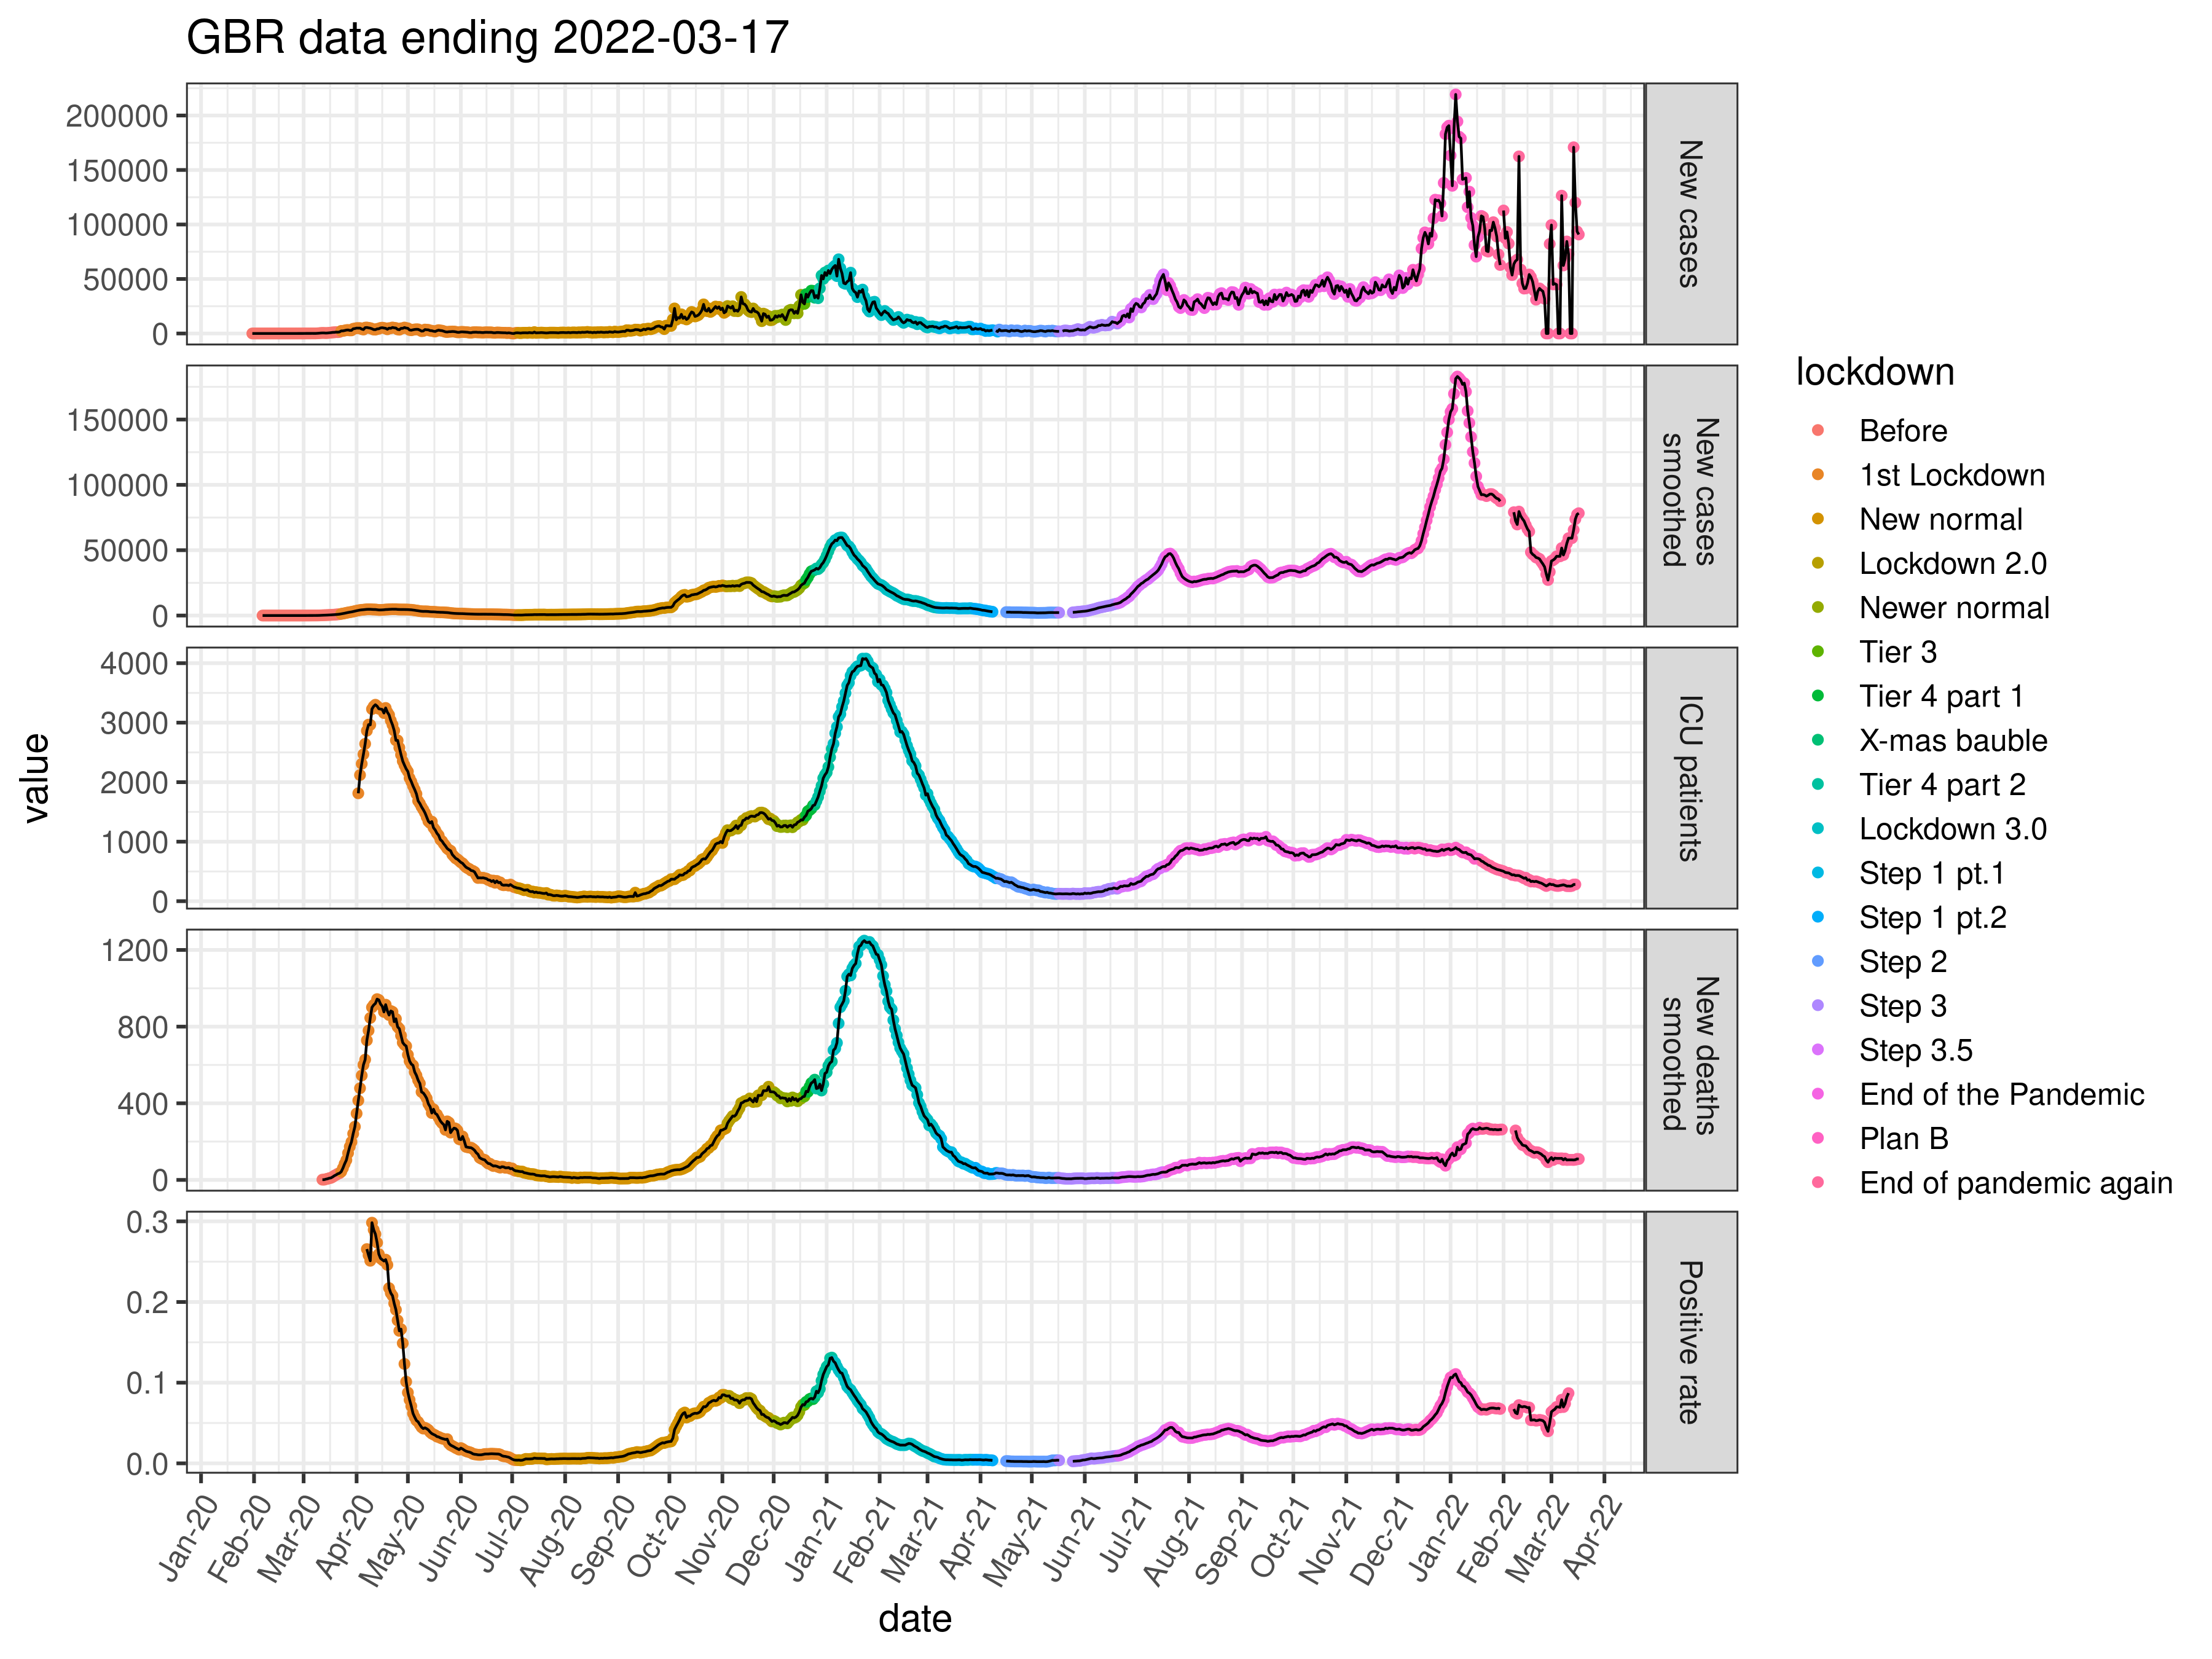 GBR data ending 2022-03-17
200000
150000
100000
50000
0
New cases
150000
100000
50000
0
New cases
smoothed
4000
3000
2000
1000
0
ICU patients
1200
800
400
0
New deaths
smoothed
0.3
0.2
0.1
0.0
Positive rate
value
Jan-20
Feb-20
Mar-20
Apr-20
May-20
Jun-20
Jul-20
Aug-20
Sep-20
Oct-20
Nov-20
Dec-20
Jan-21
Feb-21
Mar-21
Apr-21
May-21
Jun-21
Jul-21
Aug-21
Sep-21
Oct-21
Nov-21
Dec-21
Jan-22
Feb-22
Mar-22
Apr-22
date
lockdown
Before
1st Lockdown
New normal
Lockdown 2.0
Newer normal
Tier 3
Tier 4 part 1
X-mas bauble
Tier 4 part 2
Lockdown 3.0
Step 1 pt.1
Step 1 pt.2
Step 2
Step 3
Step 3.5
End of the Pandemic
Plan B
End of pandemic again